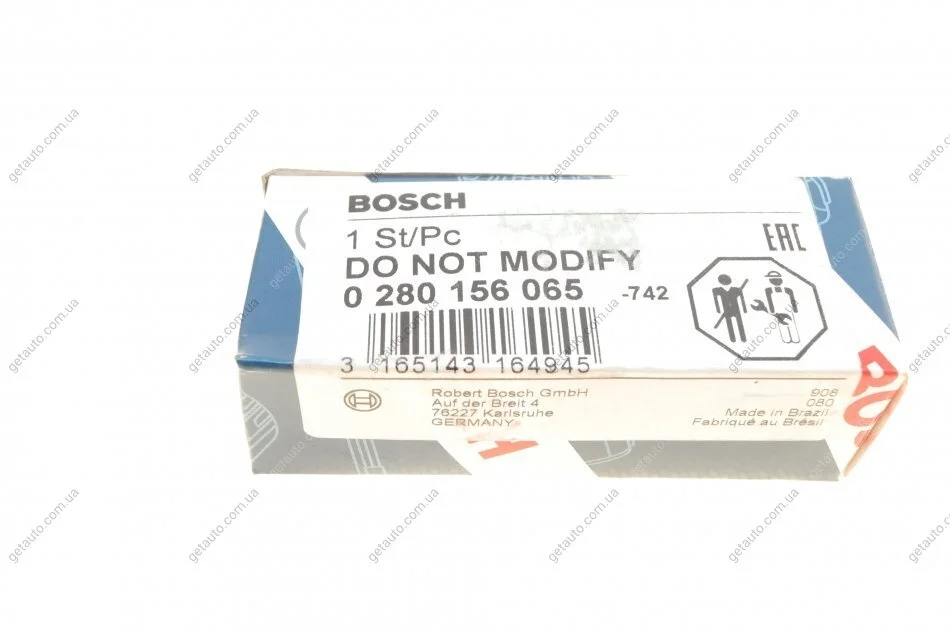 BOSCH
1 St/Pc
EAC
DO NOT MODIFY
0 280 156 065 -742
3 165143 164945
Robert Bosch GmbH
Auf der Breit 4
76227 Karlsruhe
GERMANY
908
080
Made in Brazil
Fabriqué au Brésil
getauto.com.ua